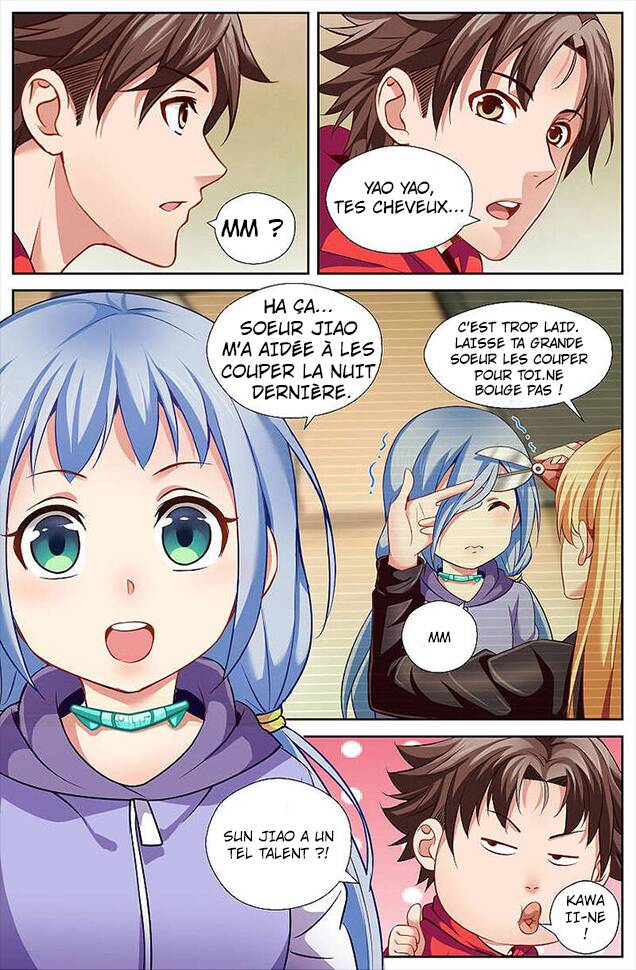 MM ?
YAO YAO,
TES CHEVEUX...
HA ÇA...
SOEUR JIAO
M'A AIDÉE À LES
COUPER LA NUIT
DERNIÈRE.
C'EST TROP LAID.
LAISSE TA GRANDE
SOEUR LES COUPER
POUR TOI.NE
BOUGE PAS !
MM
SUN JIAO A UN
TEL TALENT ?!
KAWA
II-NE
!